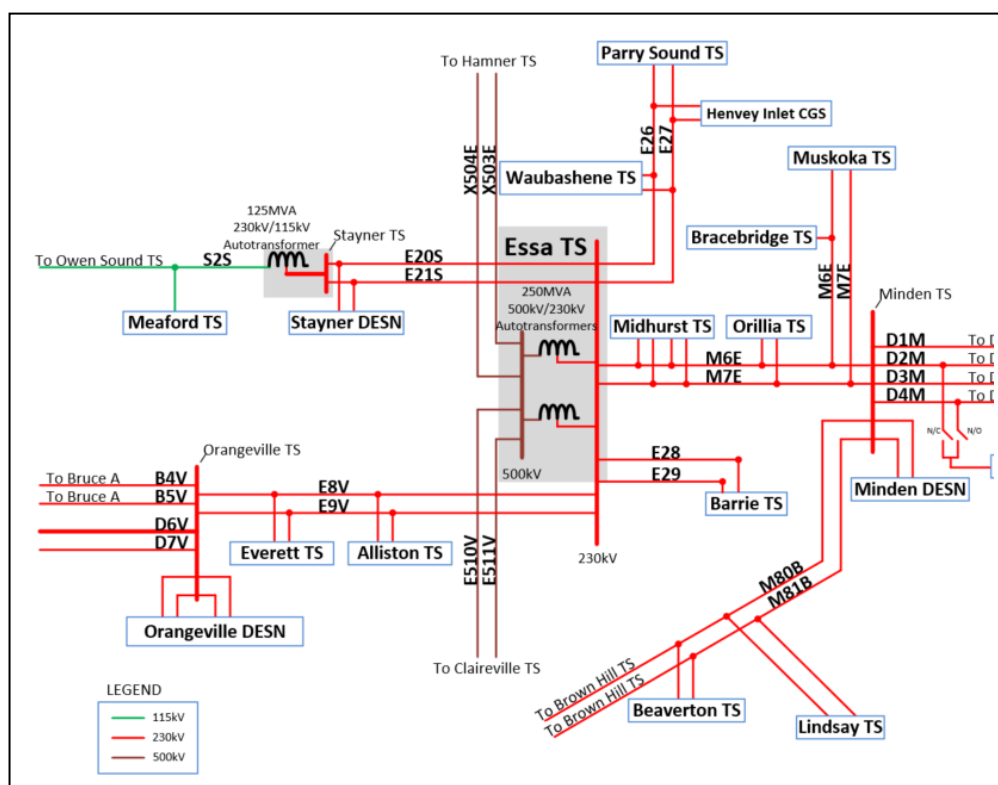 Parry Sound TS
To Hamner TS
Henvey Inlet CGS
E26
E27
X504E
X503E
Muskoka TS
Waubashene TS
125MVA
230kV/115kV
Autotransformer
Stayner TS
Essa TS
Bracebridge TS
M6E
M7E
To Owen Sound TS
S2S
E20S
E21S
Minden TS
250MVA
500kV/230kV
Autotransformers
Meaford TS
Stayner DESN
Midhurst TS
Orillia TS
D1M
To D
D2M
To D
D3M
To D
D4M
To D
M6E
M7E
N/C
N/O
Orangeville TS
500kV
E28
E29
Minden DESN
To Bruce A
B4V
To Bruce A
B5V
E8V
E9V
Barrie TS
D6V
D7V
Everett TS
Alliston TS
230kV
E510V
E511V
M80B
M81B
Orangeville DESN
To Claireville TS
To Brown Hill TS
To Brown Hill TS
Beaverton TS
Lindsay TS
LEGEND
115kV
230kV
500kV